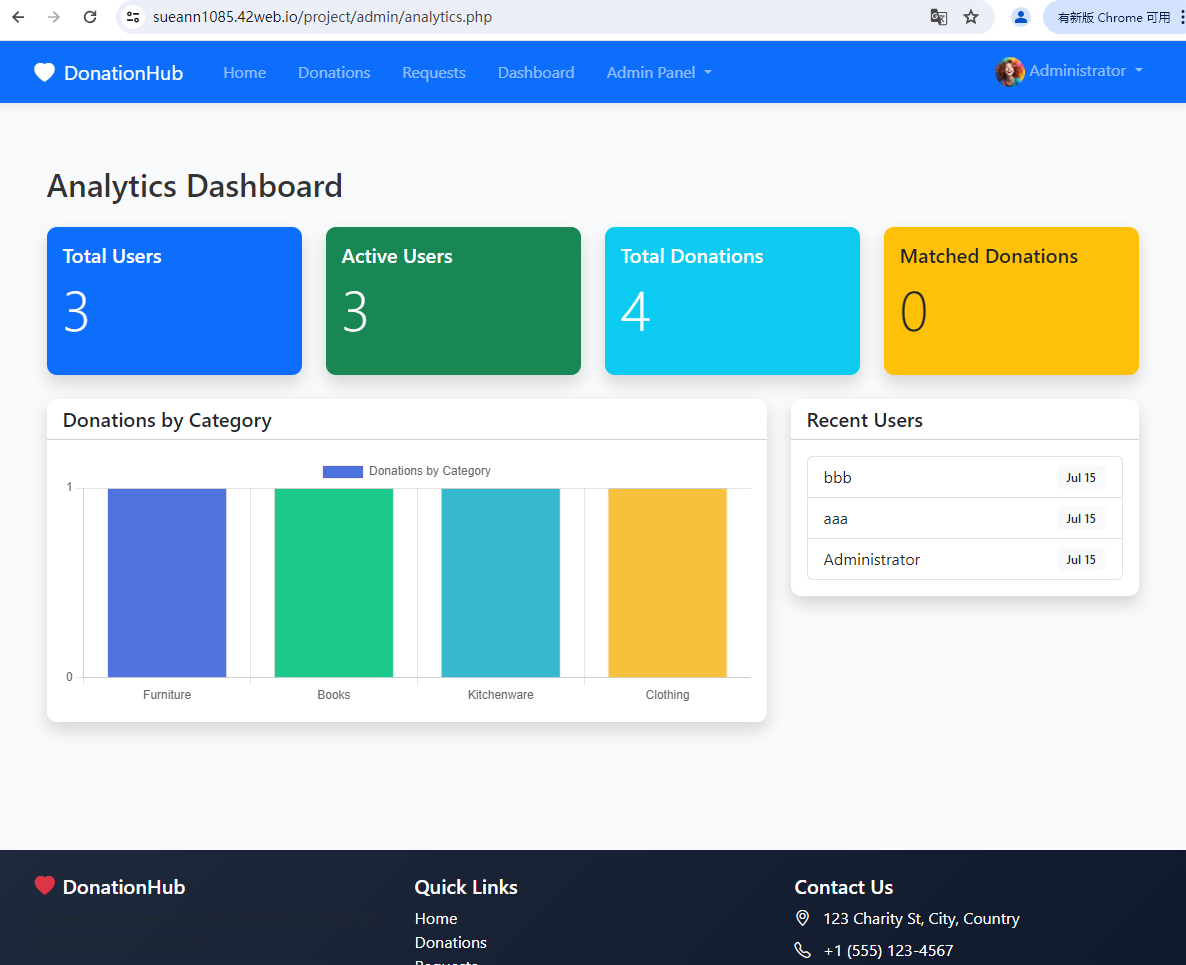 sueann1085.42web.io/project/admin/analytics.php
有新版 Chrome 可用
DonationHub Home Donations Requests Dashboard Admin Panel Administrator
Analytics Dashboard
Total Users Active Users Total Donations Matched Donations
3 3 4 0
Donations by Category
Donations by Category
1
0
Furniture Books Kitchenware Clothing
Recent Users
bbb Jul 15
aaa Jul 15
Administrator Jul 15
DonationHub
Quick Links
Home
Donations
Requests
Contact Us
123 Charity St, City, Country
+1 (555) 123-4567